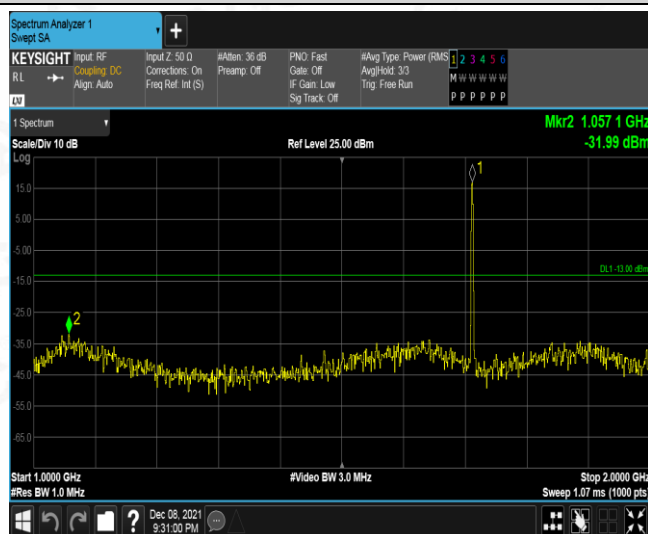 Spectrum Analyzer 1
Swept SA
+
KEYSIGHT
RL
LXI
Input: RF
Coupling: DC
Align: Auto
Input Z: 50 Ω
Corrections: On
Freq Ref: Int (S)
#Atten: 36 dB
Preamp: Off
PNO: Fast
Gate: Off
IF Gain: Low
Sig Track: Off
#Avg Type: Power (RMS
Avg|Hold: 3/3
Trig: Free Run
1 2 3 4 5 6
M W W W W W
P P P P P P
1 Spectrum
Scale/Div 10 dB
Log
Ref Level 25.00 dBm
Mkr2 1.057 1 GHz
-31.99 dBm
1
15.0
5.00
-5.00
DL1 -13.00 dBm
-15.0
-25.0
2
-35.0
-45.0
-55.0
-65.0
Start 1.0000 GHz
#Res BW 1.0 MHz
#Video BW 3.0 MHz
Stop 2.0000 GHz
Sweep 1.07 ms (1000 pts)
?
Dec 08, 2021
9:31:00 PM